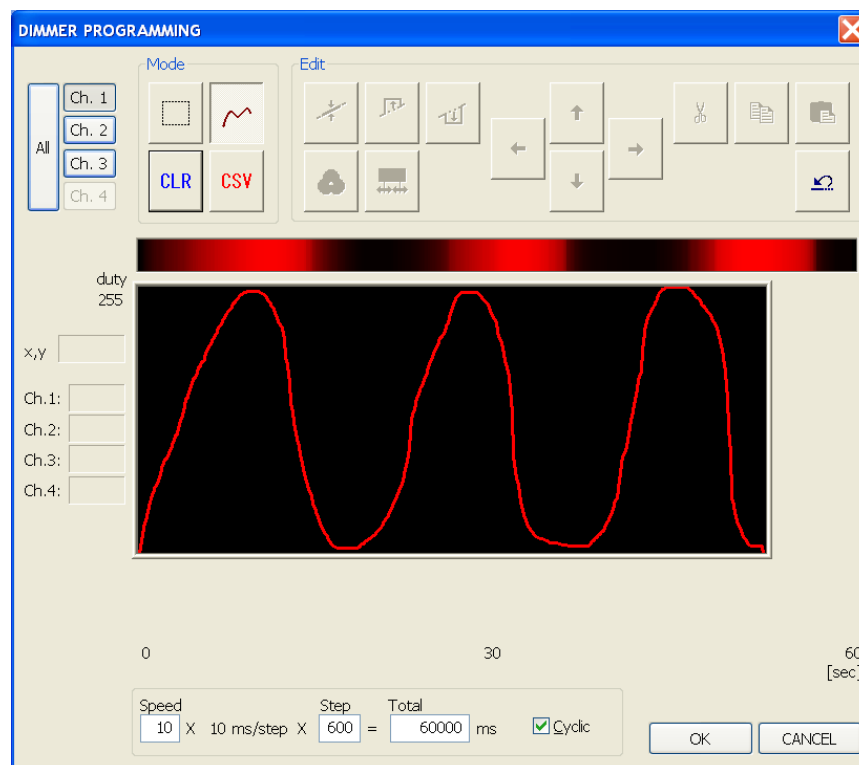 DIMMER PROGRAMMING
Mode
Edit
All
Ch. 1
Ch. 2
Ch. 3
Ch. 4
CLR
CSV
duty
255
x,y
Ch.1:
Ch.2:
Ch.3:
Ch.4:
0
30
60
[sec]
Speed
Step
Total
10 X 10 ms/step X 600 = 60000 ms
Cyclic
OK
CANCEL